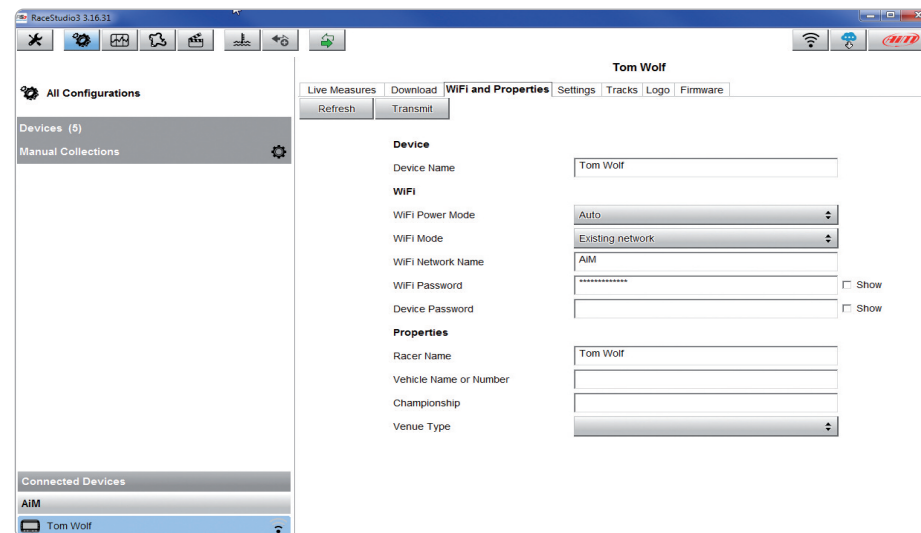 RaceStudio3 3.16.31
AiM
Tom Wolf
All Configurations
Live Measures Download WiFi and Properties Settings Tracks Logo Firmware
Refresh Transmit
Devices (5)
Manual Collections
Device
Device Name Tom Wolf
WiFi
WiFi Power Mode Auto
WiFi Mode Existing network
WiFi Network Name AiM
WiFi Password ************* Show
Device Password Show
Properties
Racer Name Tom Wolf
Vehicle Name or Number
Championship
Venue Type
Connected Devices
AiM
Tom Wolf